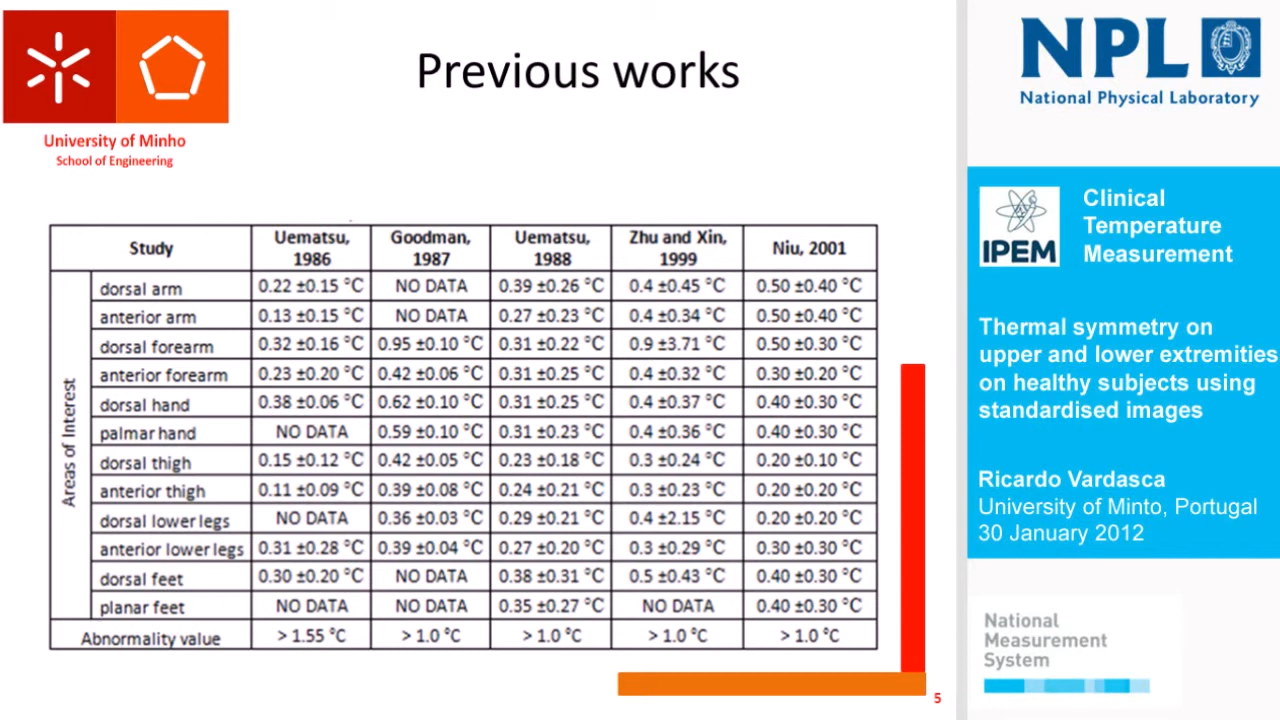 Previous works
University of Minho
School of Engineering
Study Uematsu, 1986 Goodman, 1987 Uematsu, 1988 Zhu and Xin, 1999 Niu, 2001
Areas of Interest
dorsal arm 0.22 ±0.15 °C NO DATA 0.39 ±0.26 °C 0.4 ±0.45 °C 0.50 ±0.40 °C
anterior arm 0.13 ±0.15 °C NO DATA 0.27 ±0.23 °C 0.4 ±0.34 °C 0.50 ±0.40 °C
dorsal forearm 0.32 ±0.16 °C 0.95 ±0.10 °C 0.31 ±0.22 °C 0.9 ±3.71 °C 0.50 ±0.30 °C
anterior forearm 0.23 ±0.20 °C 0.42 ±0.06 °C 0.31 ±0.25 °C 0.4 ±0.32 °C 0.30 ±0.20 °C
dorsal hand 0.38 ±0.06 °C 0.62 ±0.10 °C 0.31 ±0.25 °C 0.4 ±0.37 °C 0.40 ±0.30 °C
palmar hand NO DATA 0.59 ±0.10 °C 0.31 ±0.23 °C 0.4 ±0.36 °C 0.40 ±0.30 °C
dorsal thigh 0.15 ±0.12 °C 0.42 ±0.05 °C 0.23 ±0.18 °C 0.3 ±0.24 °C 0.20 ±0.10 °C
anterior thigh 0.11 ±0.09 °C 0.39 ±0.08 °C 0.24 ±0.21 °C 0.3 ±0.23 °C 0.20 ±0.20 °C
dorsal lower legs NO DATA 0.36 ±0.03 °C 0.29 ±0.21 °C 0.4 ±2.15 °C 0.20 ±0.20 °C
anterior lower legs 0.31 ±0.28 °C 0.39 ±0.04 °C 0.27 ±0.20 °C 0.3 ±0.29 °C 0.30 ±0.30 °C
dorsal feet 0.30 ±0.20 °C NO DATA 0.38 ±0.31 °C 0.5 ±0.43 °C 0.40 ±0.30 °C
planar feet NO DATA NO DATA 0.35 ±0.27 °C NO DATA 0.40 ±0.30 °C
Abnormality value > 1.55 °C > 1.0 °C > 1.0 °C > 1.0 °C > 1.0 °C
5
NPL
National Physical Laboratory
IPEM
Clinical
Temperature
Measurement
Thermal symmetry on
upper and lower extremities
on healthy subjects using
standardised images
Ricardo Vardasca
University of Minto, Portugal
30 January 2012
National
Measurement
System